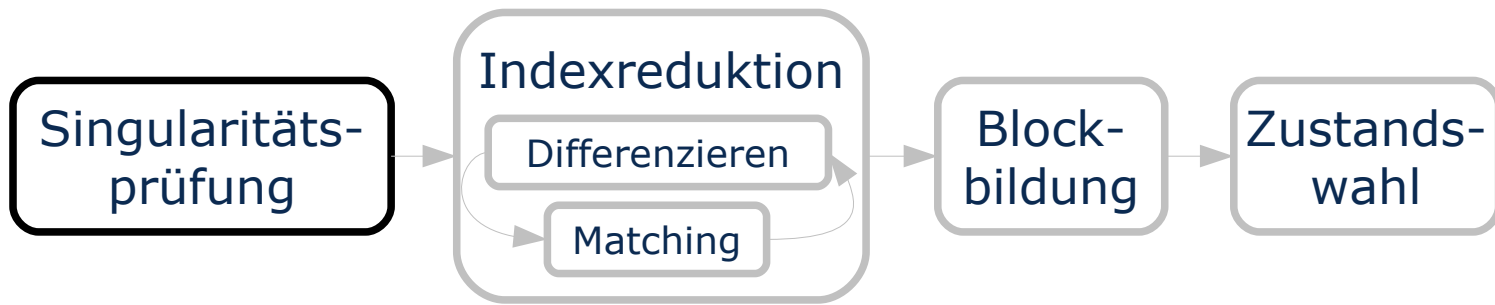 Singularitäts-
prüfung
Indexreduktion
Differenzieren
Matching
Block-
bildung
Zustands-
wahl